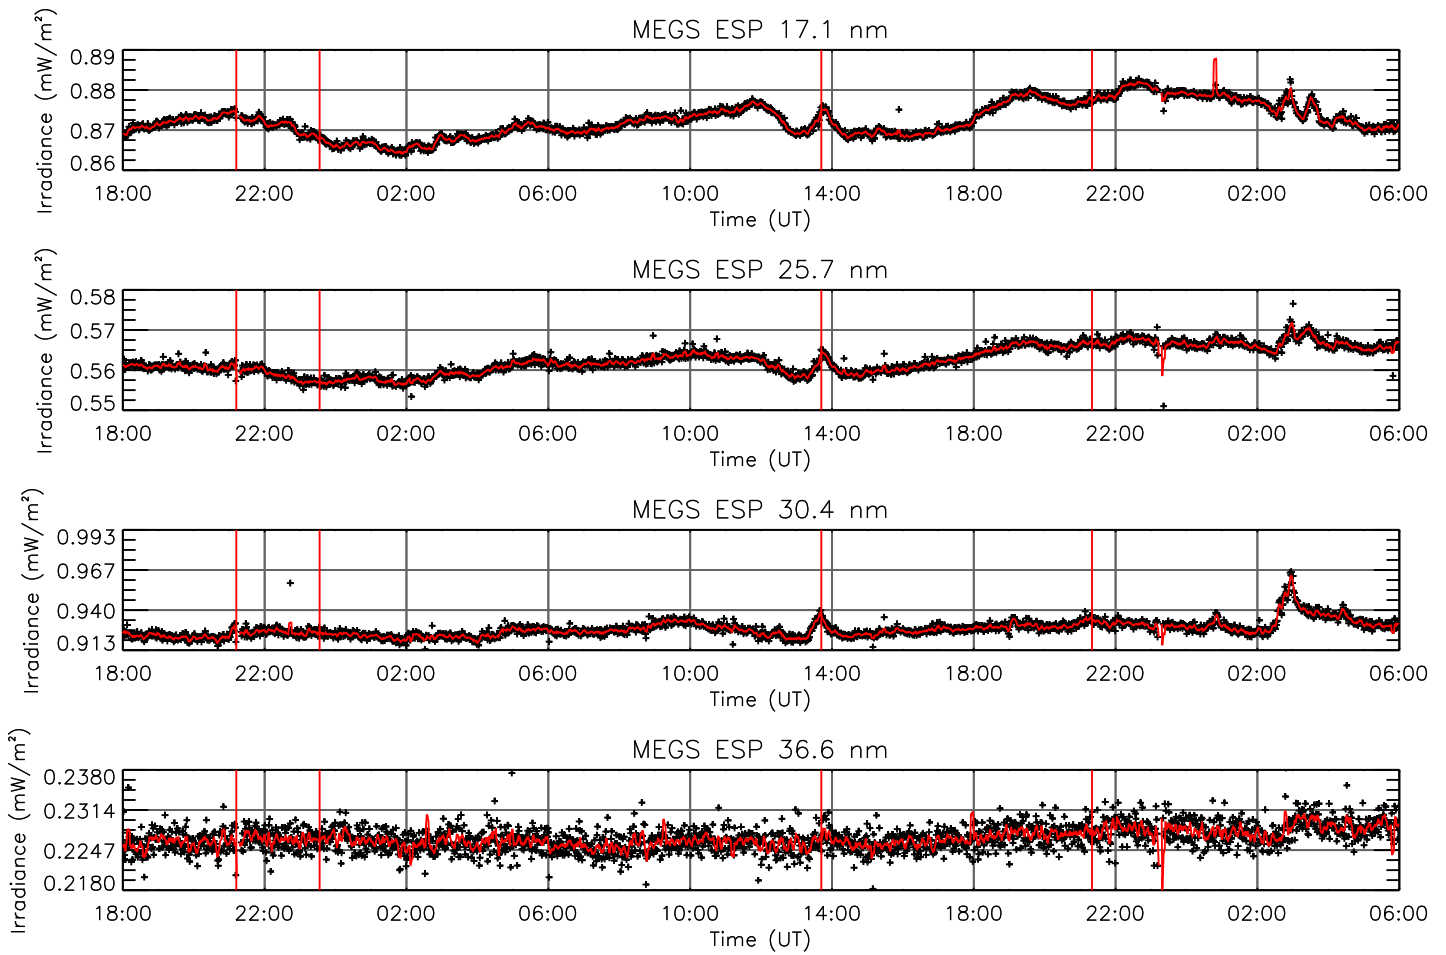 MEGS ESP 17.1 nm
Irradiance (mW/m²)
0.89
0.88
0.87
0.86
18:00 22:00 02:00 06:00 10:00 14:00 18:00 22:00 02:00 06:00
Time (UT)
MEGS ESP 25.7 nm
Irradiance (mW/m²)
0.58
0.57
0.56
0.55
18:00 22:00 02:00 06:00 10:00 14:00 18:00 22:00 02:00 06:00
Time (UT)
MEGS ESP 30.4 nm
Irradiance (mW/m²)
0.993
0.967
0.940
0.913
18:00 22:00 02:00 06:00 10:00 14:00 18:00 22:00 02:00 06:00
Time (UT)
MEGS ESP 36.6 nm
Irradiance (mW/m²)
0.2380
0.2314
0.2247
0.2180
18:00 22:00 02:00 06:00 10:00 14:00 18:00 22:00 02:00 06:00
Time (UT)